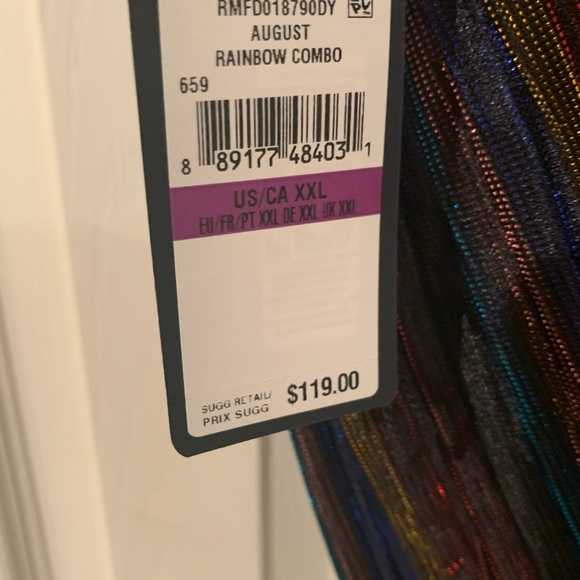 RMFD018790DY
AUGUST
RAINBOW COMBO
659
8 89177 48403 1
US/CA XXL
EU/FR/PT XXL DE XXL UK XXL
SUGG RETAIL/
PRIX SUGG
$119.00